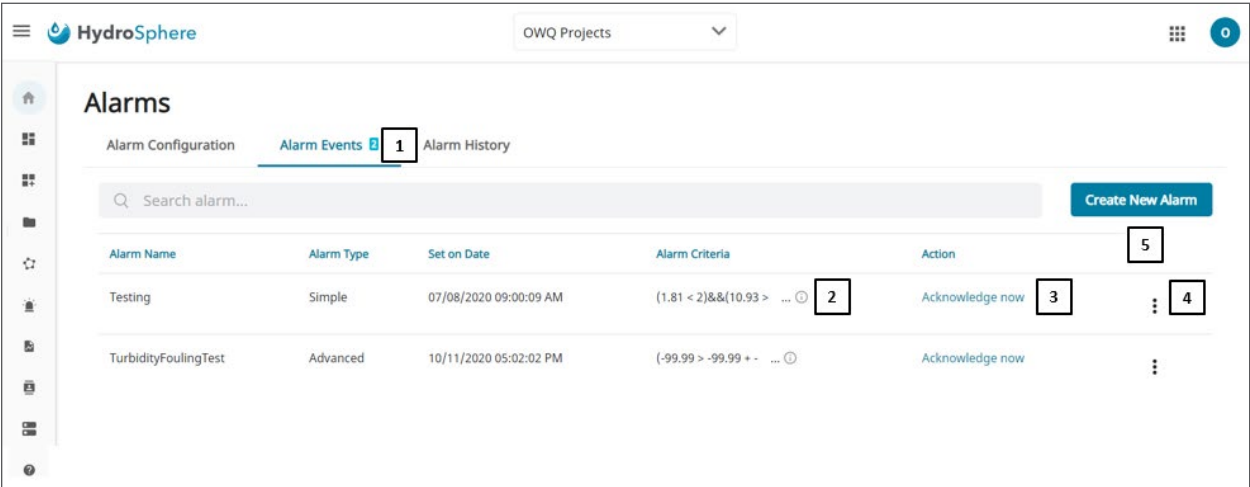 HydroSphere
OWQ Projects
O
Alarms
Alarm Configuration Alarm Events 2 1 Alarm History
Search alarm...
Create New Alarm
5
Alarm Name Alarm Type Set on Date Alarm Criteria Action
Testing Simple 07/08/2020 09:00:09 AM (1.81 < 2)&&(10.93 > ... 2 Acknowledge now 3 4
TurbidityFoulingTest Advanced 10/11/2020 05:02:02 PM (-99.99 > -99.99 + - ... Acknowledge now